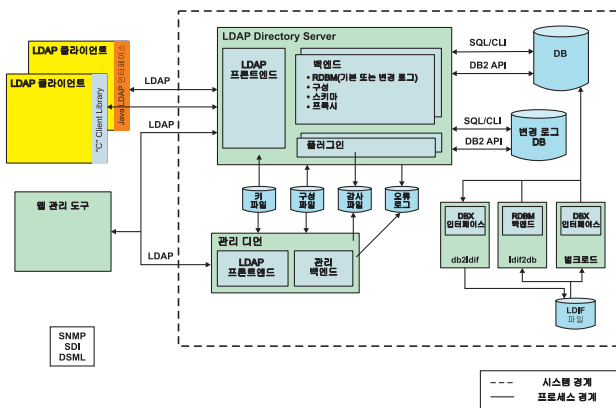 LDAP 클라이언트
LDAP 클라이언트
"C" Client Library
Java LDAP 인터페이스
LDAP
LDAP
LDAP
웹 관리 도구
SNMP
SDI
DSML
LDAP Directory Server
LDAP
프론트엔드
백엔드
• RDBM(기본 또는 변경 로그)
• 구성
• 스키마
• 프록시
플러그인
SQL/CLI
DB2 API
DB
SQL/CLI
DB2 API
변경 로그
DB
키
파일
구성
파일
감사
파일
오류
로그
관리 디먼
LDAP
프론트엔드
관리
백엔드
DBX
인터페이스
db2ldif
RDBM
백엔드
ldif2db
DBX
인터페이스
벌크로드
LDIF
파일
시스템 경계
프로세스 경계